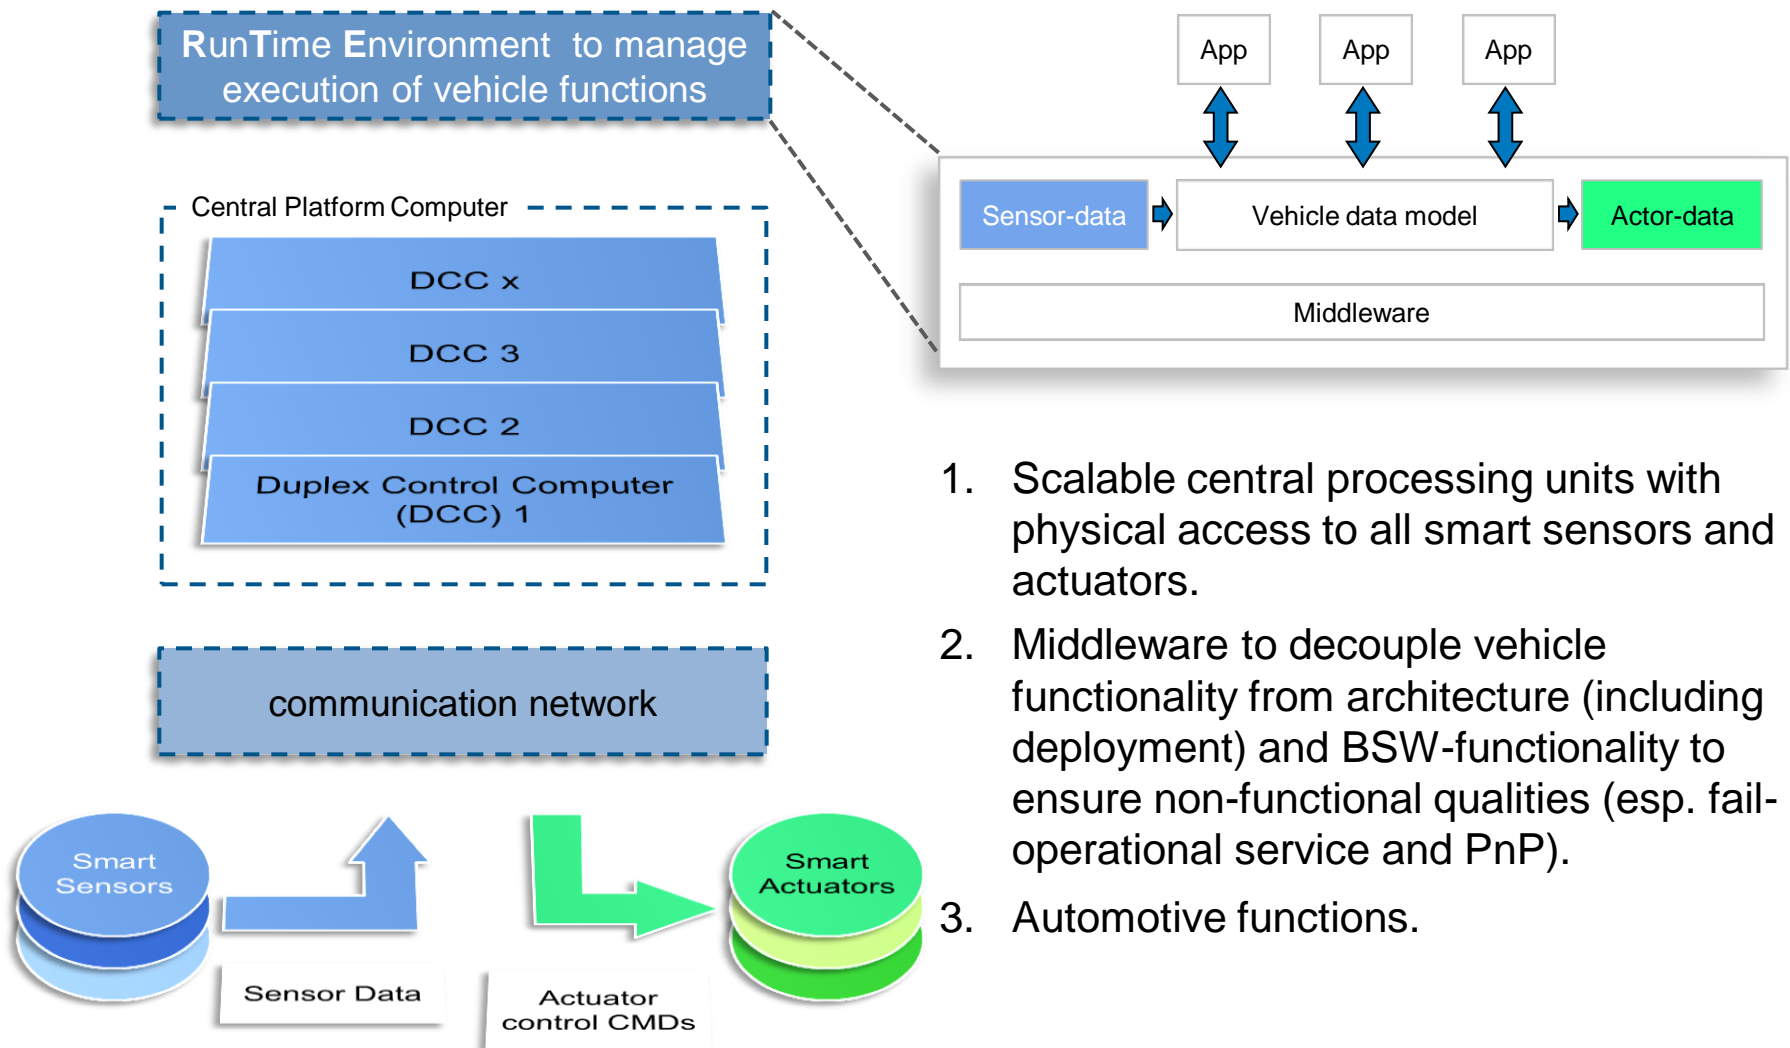 RunTime Environment to manage
execution of vehicle functions
Central Platform Computer
DCC x
DCC 3
DCC 2
Duplex Control Computer
(DCC) 1
communication network
Smart
Sensors
Sensor Data
Actuator
control CMDs
Smart
Actuators
App
App
App
Sensor-data
Vehicle data model
Actor-data
Middleware
1. Scalable central processing units with
physical access to all smart sensors and
actuators.
2. Middleware to decouple vehicle
functionality from architecture (including
deployment) and BSW-functionality to
ensure non-functional qualities (esp. fail-
operational service and PnP).
3. Automotive functions.